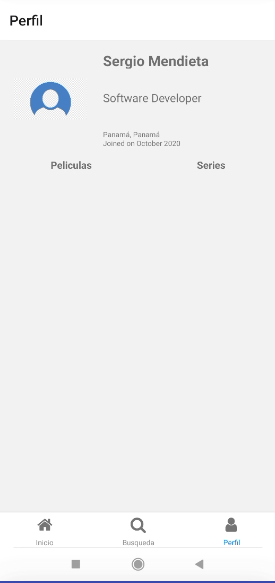 Perfil
Sergio Mendieta
Software Developer
Panamá, Panamá
Joined on October 2020
Peliculas Series
Inicio Busqueda Perfil